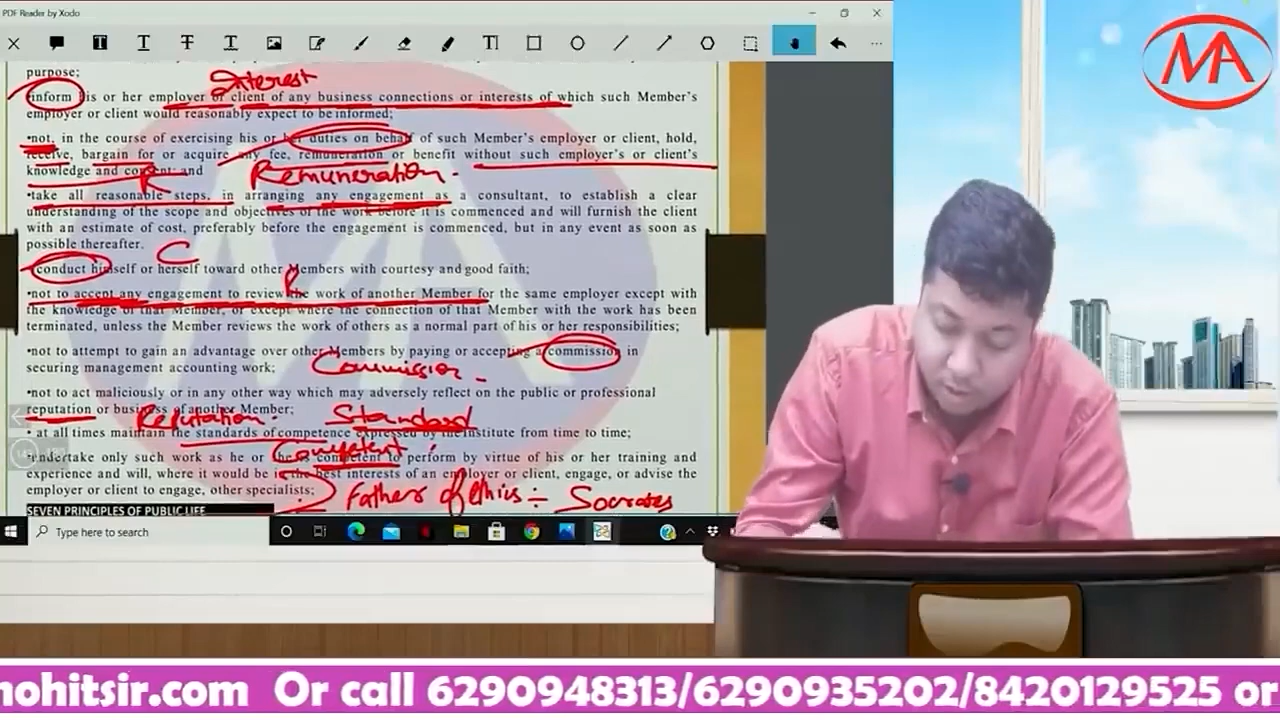 PDF Reader by Xodo
MA
purpose;
Interest
•inform his or her employer or client of any business connections or interests of which such Member's
employer or client would reasonably expect to be informed;
•not, in the course of exercising his or her duties on behalf of such Member's employer or client, hold,
receive, bargain for or acquire any fee, remuneration or benefit without such employer's or client's
knowledge and consent; and
R Remuneration.
•take all reasonable steps, in arranging any engagement as a consultant, to establish a clear
understanding of the scope and objectives of the work before it is commenced and will furnish the client
with an estimate of cost, preferably before the engagement is commenced, but in any event as soon as
possible thereafter.
C
•conduct himself or herself toward other Members with courtesy and good faith;
R
•not to accept any engagement to review the work of another Member for the same employer except with
the knowledge of that Member, or except where the connection of that Member with the work has been
terminated, unless the Member reviews the work of others as a normal part of his or her responsibilities;
•not to attempt to gain an advantage over other Members by paying or accepting a commission in
securing management accounting work;
Commission
•not to act maliciously or in any other way which may adversely reflect on the public or professional
reputation or business of another Member;
Reputation. Standard
• at all times maintain the standards of competence expressed by the Institute from time to time;
Competent
•undertake only such work as he or she is competent to perform by virtue of his or her training and
experience and will, where it would be in the best interests of an employer or client, engage, or advise the
employer or client to engage, other specialists;
Father of ethics :- Socrates
SEVEN PRINCIPLES OF PUBLIC LIFE
Type here to search
mohitsir.com Or call 6290948313/6290935202/8420129525 or